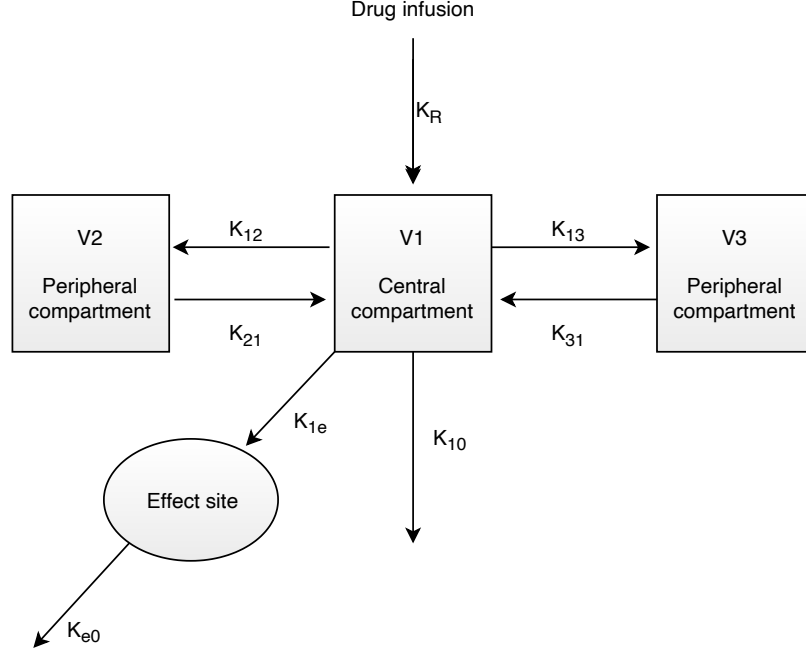 Drug infusion
K_R
V2
Peripheral
compartment
K_12
K_21
V1
Central
compartment
K_13
K_31
V3
Peripheral
compartment
K_1e
K_10
Effect site
K_e0